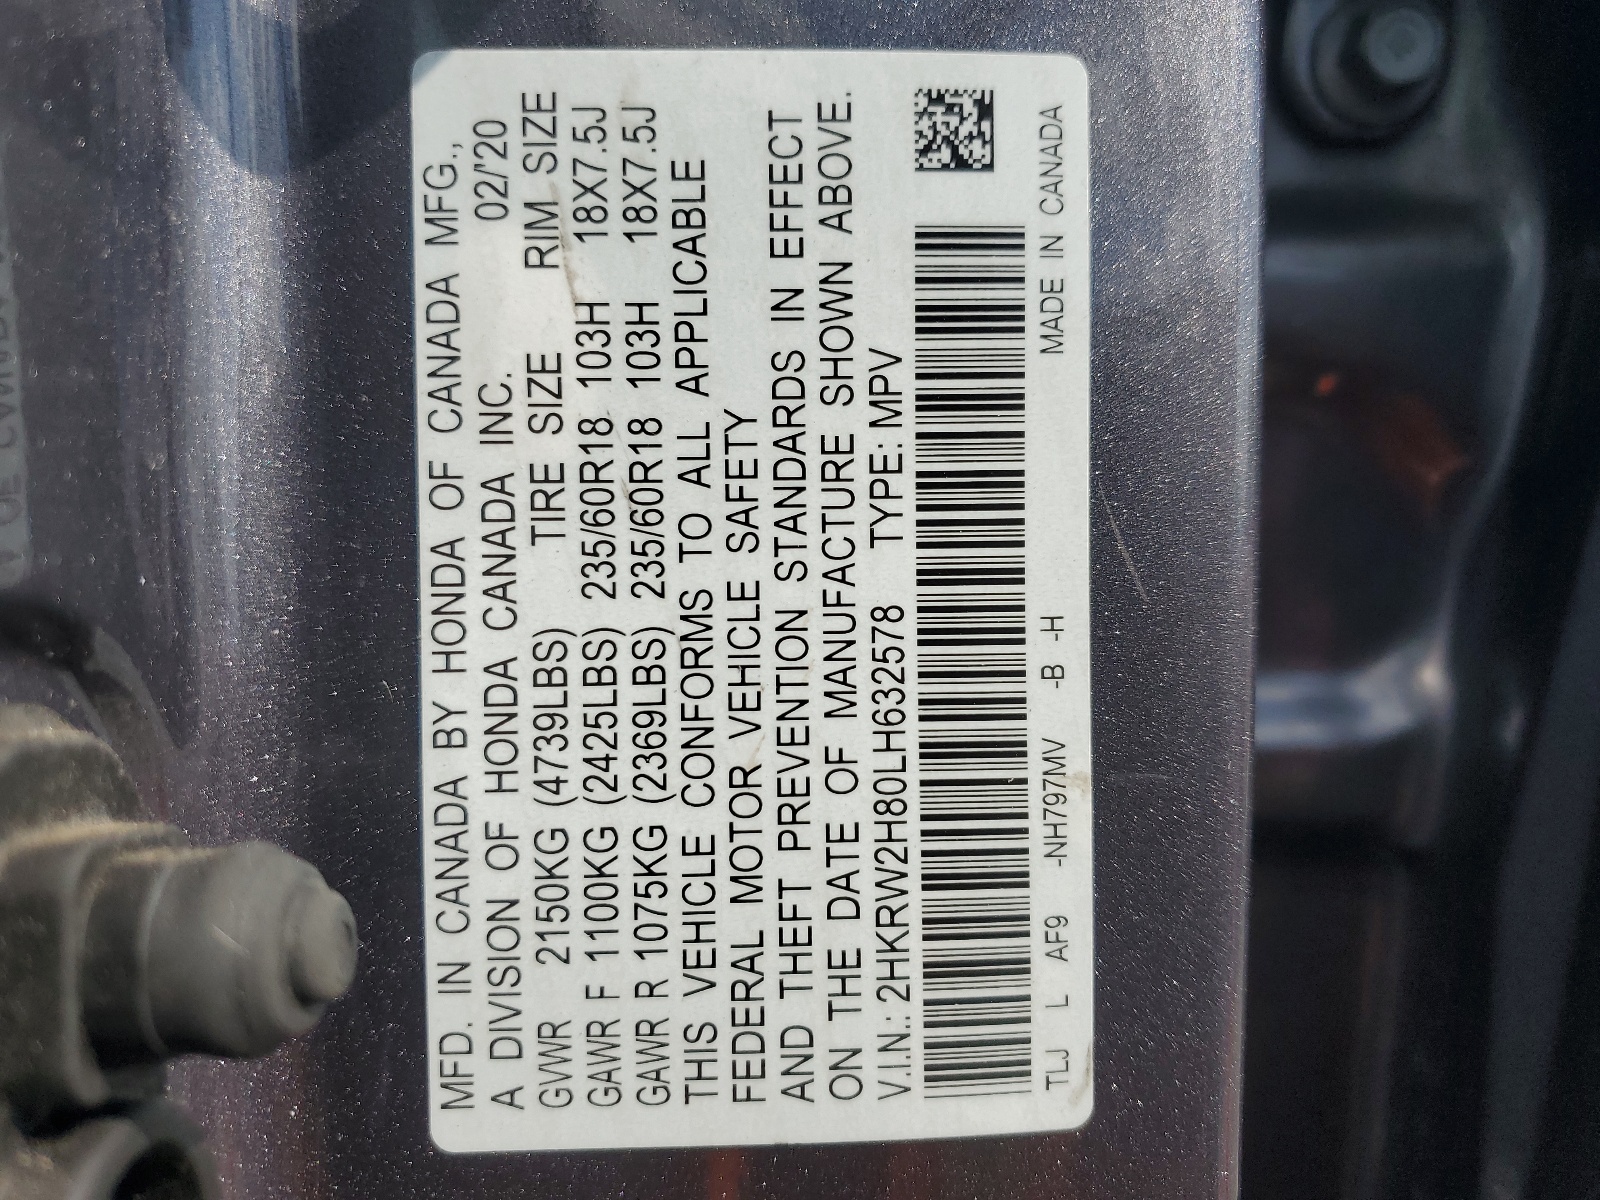 MFD. IN CANADA BY HONDA OF CANADA MFG.,
A DIVISION OF HONDA CANADA INC. 02/'20
GVWR 2150KG (4739LBS) TIRE SIZE RIM SIZE
GAWR F 1100KG (2425LBS) 235/60R18 103H 18X7.5J
GAWR R 1075KG (2369LBS) 235/60R18 103H 18X7.5J
THIS VEHICLE CONFORMS TO ALL APPLICABLE
FEDERAL MOTOR VEHICLE SAFETY
AND THEFT PREVENTION STANDARDS IN EFFECT
ON THE DATE OF MANUFACTURE SHOWN ABOVE.
V.I.N.: 2HKRW2H80LH632578 TYPE: MPV
TLJ L AF9 -NH797MV -B -H MADE IN CANADA